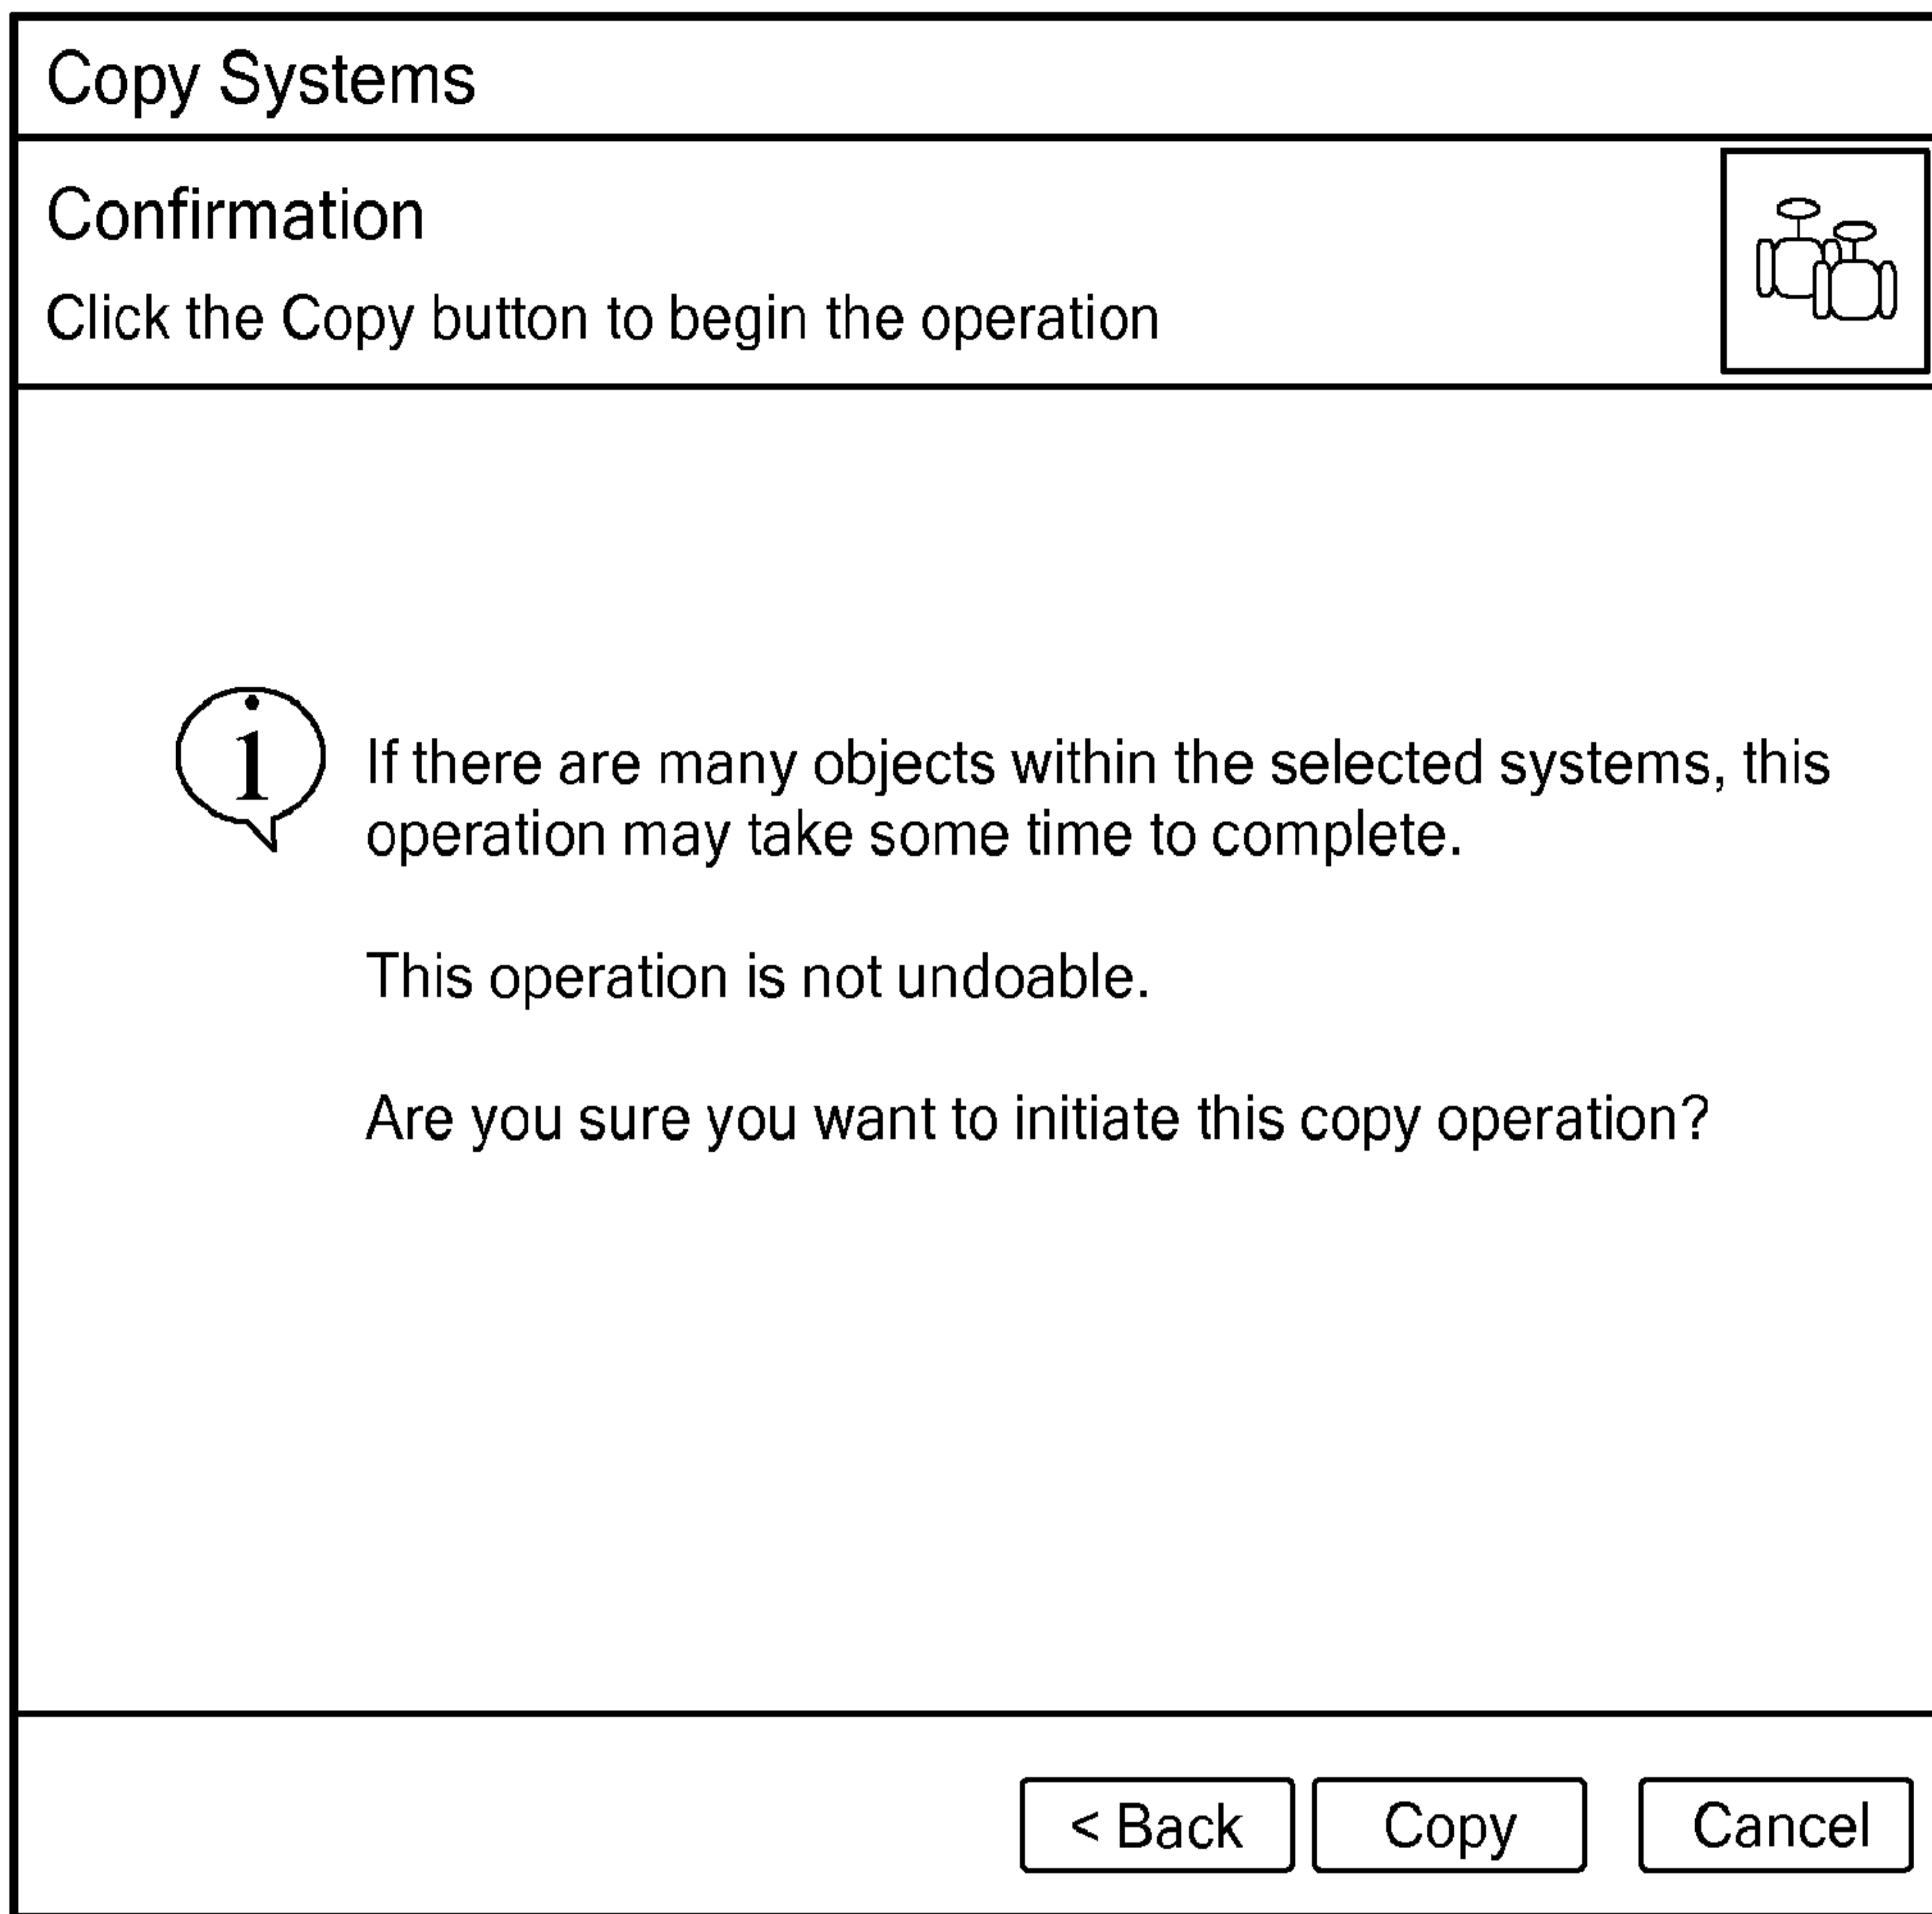 Copy Systems
Confirmation
Click the Copy button to begin the operation
i
If there are many objects within the selected systems, this
operation may take some time to complete.
This operation is not undoable.
Are you sure you want to initiate this copy operation?
< Back
Copy
Cancel